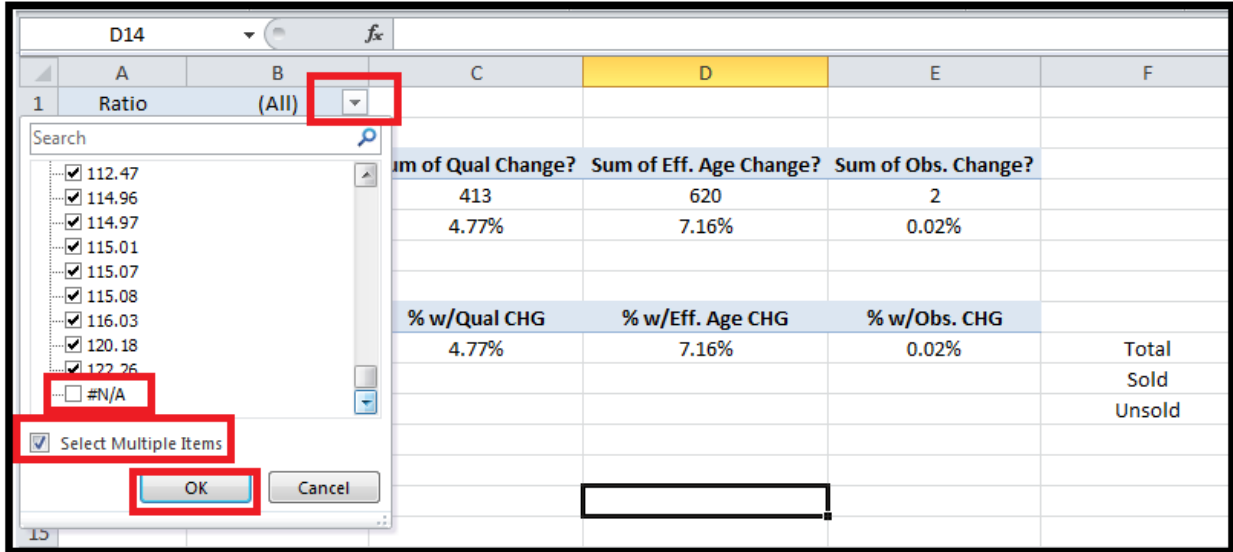 D14 fx
A B C D E F
1 Ratio (All)
Search
112.47
um of Qual Change? Sum of Eff. Age Change? Sum of Obs. Change?
114.96 413 620 2
114.97 4.77% 7.16% 0.02%
115.01
115.07
115.08 % w/Qual CHG % w/Eff. Age CHG % w/Obs. CHG
116.03
120.18 4.77% 7.16% 0.02% Total
122.26 Sold
#N/A Unsold
Select Multiple Items
OK Cancel
15